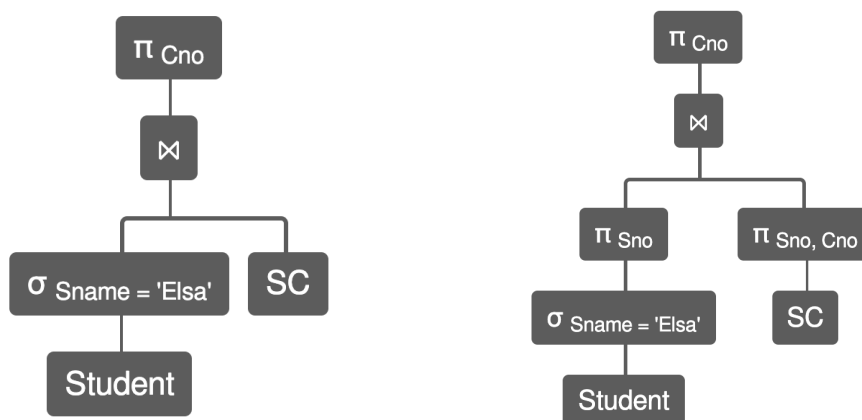 π Cno
⋈
σ Sname = 'Elsa'
SC
Student
π Cno
⋈
π Sno
π Sno, Cno
σ Sname = 'Elsa'
SC
Student